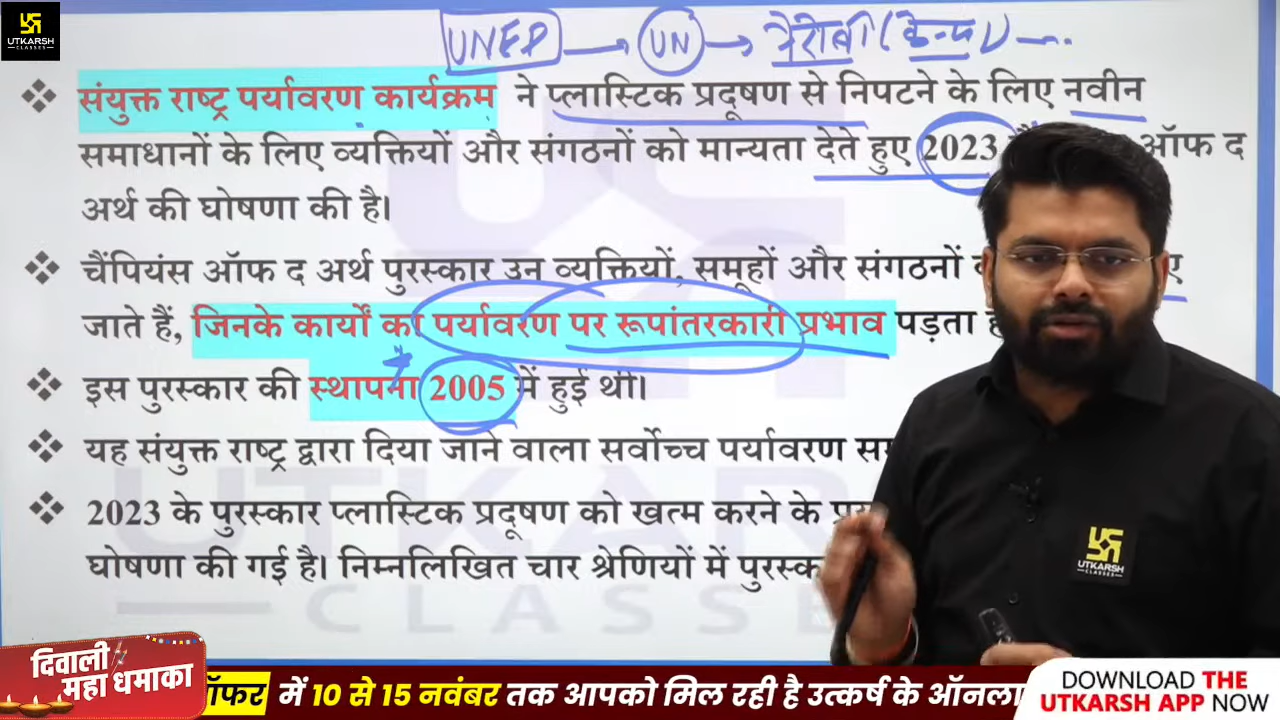 UTKARSH
CLASSES
UNEP → UN → नैरोबी (केन्या)
संयुक्त राष्ट्र पर्यावरण कार्यक्रम ने प्लास्टिक प्रदूषण से निपटने के लिए नवीन
समाधानों के लिए व्यक्तियों और संगठनों को मान्यता देते हुए 2023 ऑफ द
अर्थ की घोषणा की है।
चैंपियंस ऑफ द अर्थ पुरस्कार उन व्यक्तियों, समूहों और संगठनों
जाते हैं, जिनके कार्यों का पर्यावरण पर रूपांतरकारी प्रभाव पड़ता
इस पुरस्कार की स्थापना 2005 में हुई थी।
यह संयुक्त राष्ट्र द्वारा दिया जाने वाला सर्वोच्च पर्यावरण
2023 के पुरस्कार प्लास्टिक प्रदूषण को खत्म करने के
घोषणा की गई है। निम्नलिखित चार श्रेणियों में
UTKARSH
CLASSES
दिवाली
महा धमाका
ऑफर में 10 से 15 नवंबर तक आपको मिल रही है उत्कर्ष के
DOWNLOAD THE
UTKARSH APP NOW